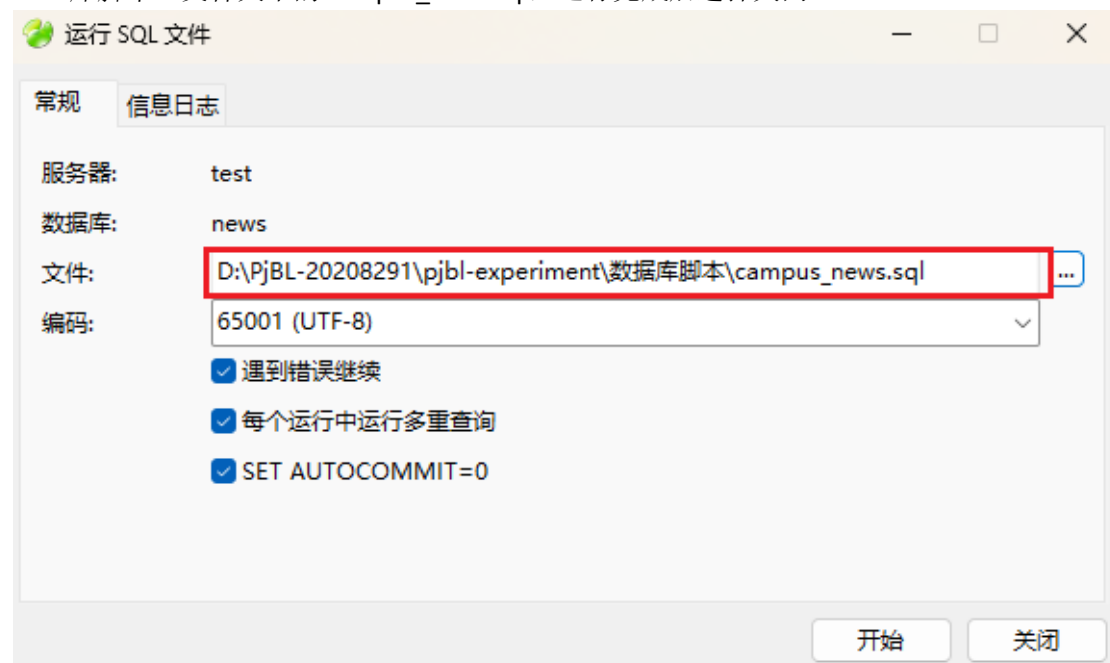 运行 SQL 文件
常规 信息日志
服务器: test
数据库: news
文件: D:\PjBL-20208291\pjbl-experiment\数据库脚本\campus_news.sql ...
编码: 65001 (UTF-8)
遇到错误继续
每个运行中运行多重查询
SET AUTOCOMMIT=0
开始 关闭